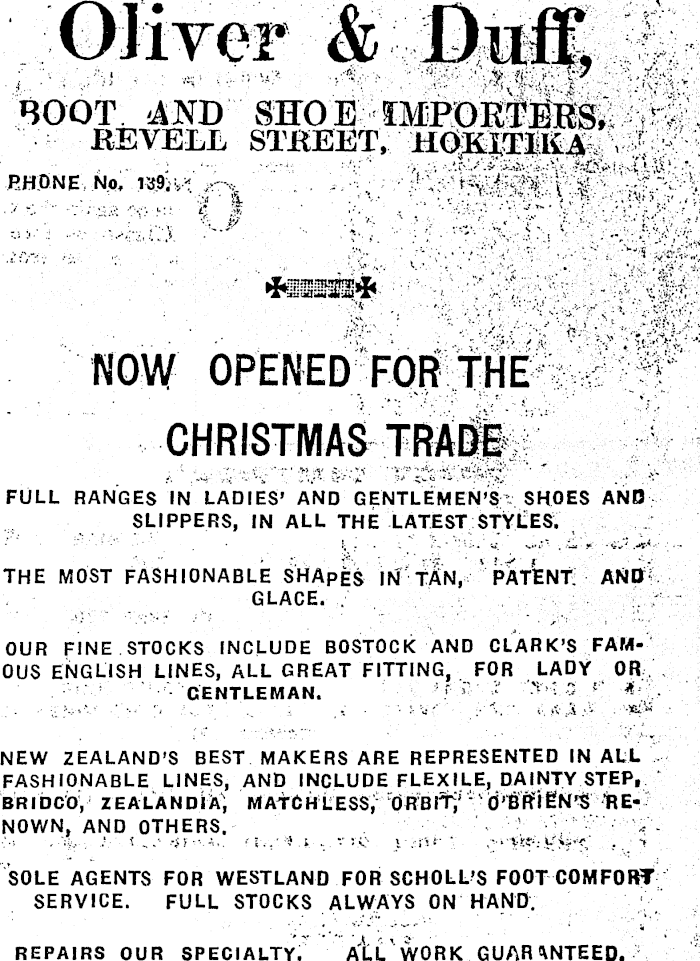 Oliver & Duff,
BOOT AND SHOE IMPORTERS,
REVELL STREET, HOKITIKA
PHONE No. 139.
NOW OPENED FOR THE
CHRISTMAS TRADE
FULL RANGES IN LADIES' AND GENTLEMEN'S SHOES AND
SLIPPERS, IN ALL THE LATEST STYLES.
THE MOST FASHIONABLE SHAPES IN TAN, PATENT AND
GLACE.
OUR FINE STOCKS INCLUDE BOSTOCK AND CLARK'S FAM-
OUS ENGLISH LINES, ALL GREAT FITTING, FOR LADY OR
GENTLEMAN.
NEW ZEALAND'S BEST MAKERS ARE REPRESENTED IN ALL
FASHIONABLE LINES, AND INCLUDE FLEXILE, DAINTY STEP,
BRIDCO, ZEALANDIA, MATCHLESS, ORBIT, O'BRIEN'S RE-
NOWN, AND OTHERS.
SOLE AGENTS FOR WESTLAND FOR SCHOLL'S FOOT COMFORT
SERVICE. FULL STOCKS ALWAYS ON HAND.
REPAIRS OUR SPECIALTY. ALL WORK GUARANTEED.